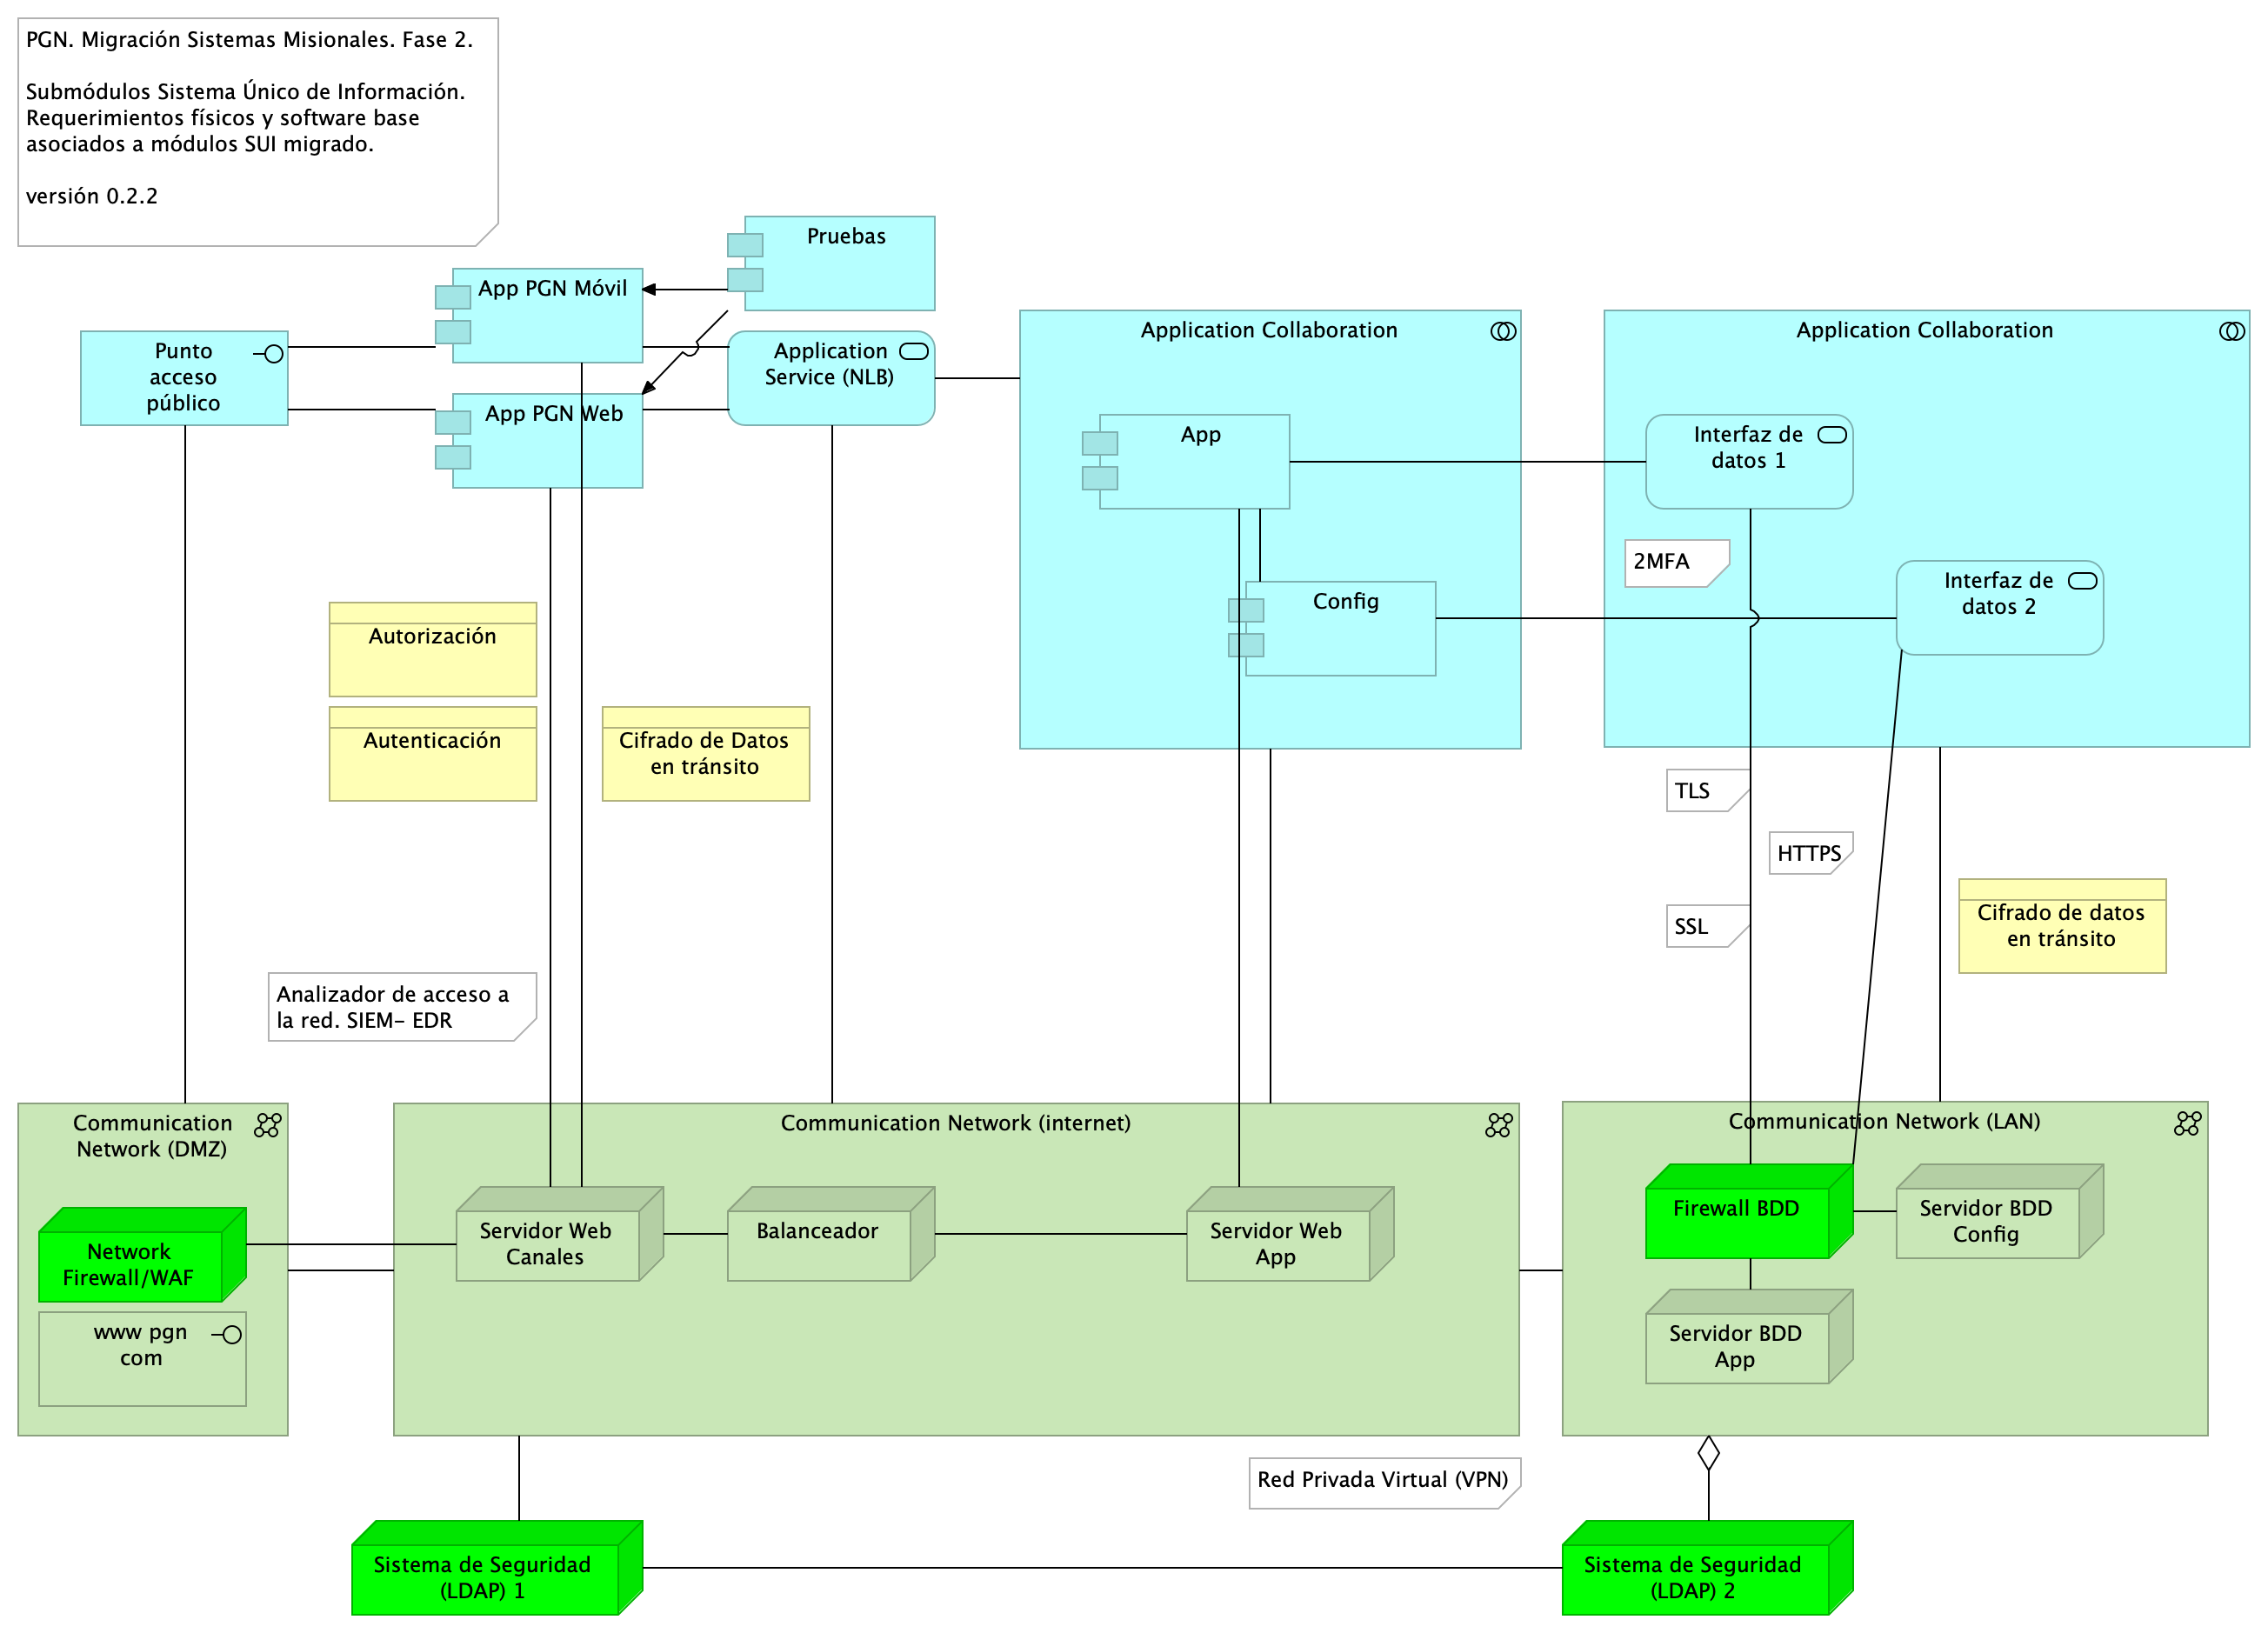 PGN. Migración Sistemas Misionales. Fase 2.
Submódulos Sistema Único de Información.
Requerimientos físicos y software base
asociados a módulos SUI migrado.
versión 0.2.2
Pruebas
App PGN Móvil
Punto
acceso
público
Application
Service (NLB)
App PGN Web
Application Collaboration
App
Config
Application Collaboration
Interfaz de
datos 1
2MFA
Interfaz de
datos 2
Autorización
Autenticación
Cifrado de Datos
en tránsito
TLS
HTTPS
SSL
Cifrado de datos
en tránsito
Analizador de acceso a
la red. SIEM- EDR
Communication
Network (DMZ)
Network
Firewall/WAF
www pgn
com
Communication Network (internet)
Servidor Web
Canales
Balanceador
Servidor Web
App
Communication Network (LAN)
Firewall BDD
Servidor BDD
Config
Servidor BDD
App
Red Privada Virtual (VPN)
Sistema de Seguridad
(LDAP) 1
Sistema de Seguridad
(LDAP) 2